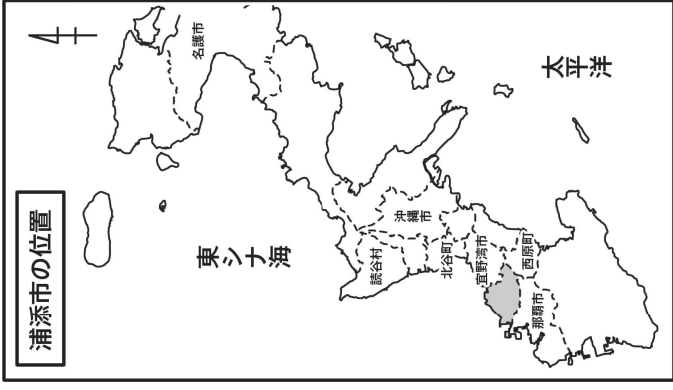 浦添市の位置
名護市
東シナ海
太平洋
読谷村
沖縄市
北谷町
宜野湾市
西原町
那覇市